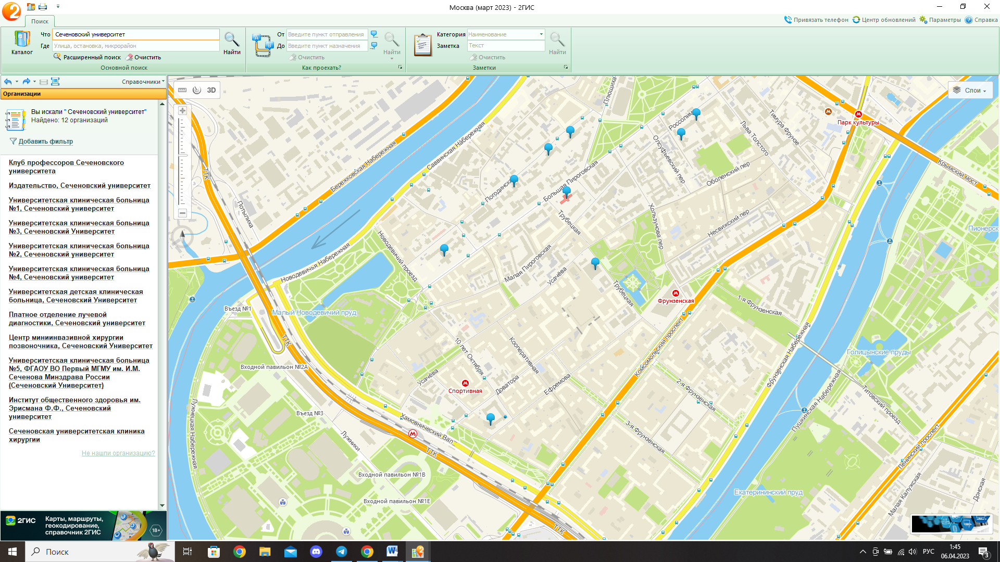 Москва (март 2023) - 2ГИС
Поиск
Привязать телефон
Центр обновлений
Параметры
Справка
Каталог
Что
Сеченовский университет
Где
Улица, остановка, микрорайон
Расширенный поиск
Очистить
Найти
Основной поиск
От
Введите пункт отправления
До
Введите пункт назначения
Очистить
Найти
Как проехать?
Категория
Наименование
Заметка
Текст
Очистить
Найти
Заметки
Справочники
Организации
Вы искали " Сеченовский университет"
Найдено: 12 организаций
Добавить фильтр
Клуб профессоров Сеченовского
университета
Издательство, Сеченовский университет
Университетская клиническая больница
№1, Сеченовский университет
Университетская клиническая больница
№3, Сеченовский Университет
Университетская клиническая больница
№2, Сеченовский университет
Университетская клиническая больница
№4, Сеченовский университет
Университетская детская клиническая
больница, Сеченовский Университет
Платное отделение лучевой
диагностики, Сеченовский университет
Центр мининвазивной хирургии
позвоночника, Сеченовский Университет
Университетская клиническая больница
№5, ФГАОУ ВО Первый МГМУ им. И.М.
Сеченова Минздрава России
(Сеченовский Университет)
Институт общественного здоровья им.
Эрисмана Ф.Ф., Сеченовский
университет
Сеченовская университетская клиника
хирургии
Не нашли организацию?
2ГИС
Карты, маршруты,
геокодирование,
справочник 2ГИС
18+
3D
Слои
Плющиха
Россолимо
Тимура Фрунзе
Льва Толстого
Парк культуры
Крымский мост
Олсуфьевский пер
Оболенский пер
Саввинская Набережная
Бережковская Набережная
ТТК
Потылиха
Погодинская
Большая Пироговская
Трубецкая
Хользунова пер
Несвижский пер
Новодевичий проезд
Новодевичья Набережная
Малая Пироговская
Усачёва
Трубецкая
Фрунзенская
1-я Фрунзенская
Въезд №1
Малый Новодевичий пруд
ТТК
Входной павильон №2А
10 лет Октября
Кооперативная
Комсомольский проспект
Фрунзенская Набережная
Голицынские пруды
Усачёва
Спортивная
Доватора
Ефремова
2-я Фрунзенская
Пушкинская Набережная
Титовский проезд
Въезд №3
Лужнецкая Набережная
Хамовнический Вал
3-я Фрунзенская
Лужники
ТТК
Ленинский проспект
Входной павильон №1В
Екатерининский пруд
Малая Калужская
Донская
Входной павильон №1Е
ТТК
Поиск
РУС
1:45
06.04.2023
3